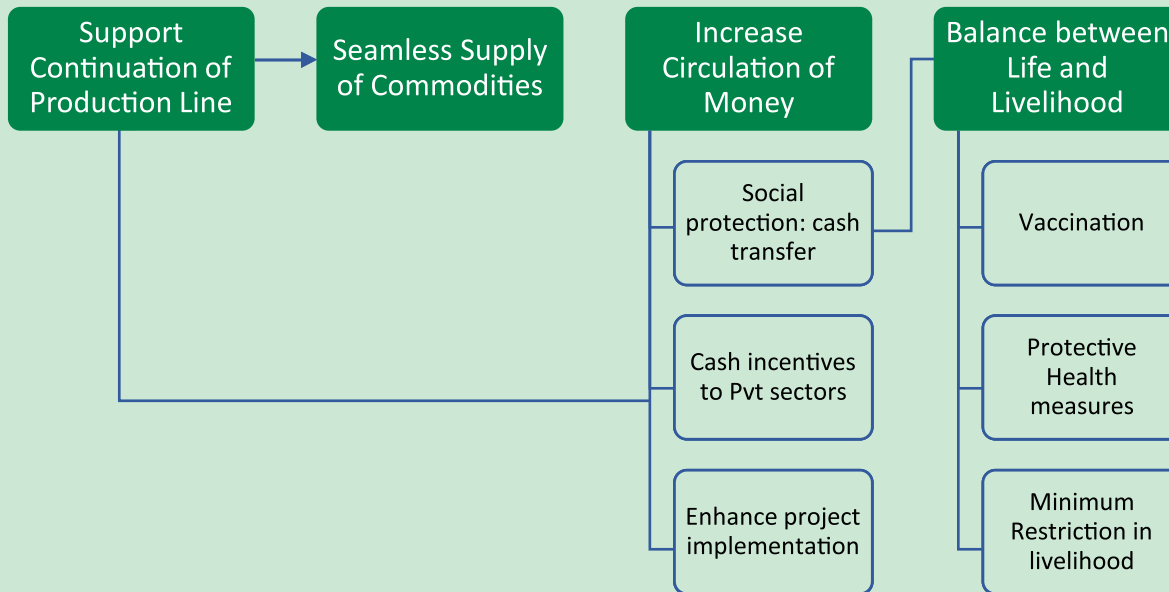 Support
Continuation of
Production Line
Seamless Supply
of Commodities
Increase
Circulation of
Money
Balance between
Life and
Livelihood
Social
protection: cash
transfer
Cash incentives
to Pvt sectors
Enhance project
implementation
Vaccination
Protective
Health
measures
Minimum
Restriction in
livelihood